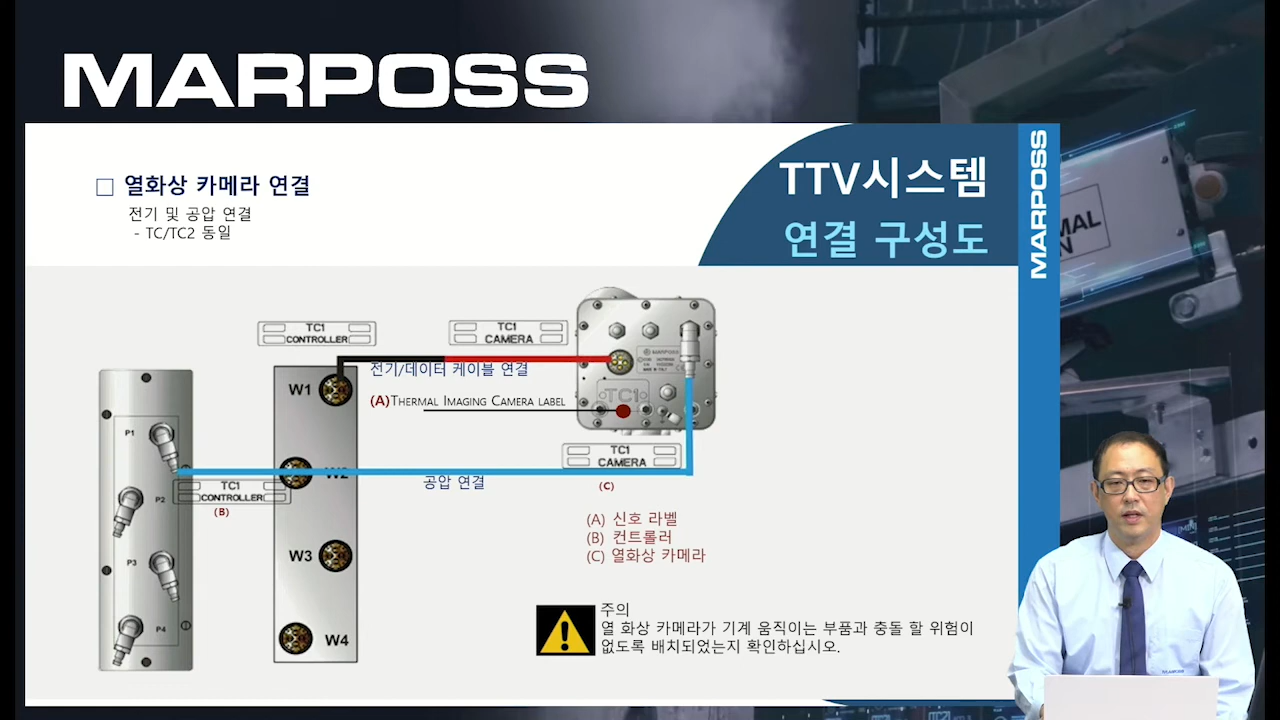 MARPOSS
□ 열화상 카메라 연결
전기 및 공압 연결
- TC/TC2 동일
TTV시스템
연결 구성도
MARPOSS
MAL
N
TC1
CONTROLLER
TC1
CAMERA
MARPOSS
W1
전기/데이터 케이블 연결
(A)THERMAL IMAGING CAMERA LABEL
TC1
P1
W2
TC1
CAMERA
공압 연결
TC1
CONTROLLER
P2
(B)
(C)
(A) 신호 라벨
(B) 컨트롤러
(C) 열화상 카메라
W3
P3
P4
W4
주의
열 화상 카메라가 기계 움직이는 부품과 충돌 할 위험이
없도록 배치되었는지 확인하십시오.
MARPOSS